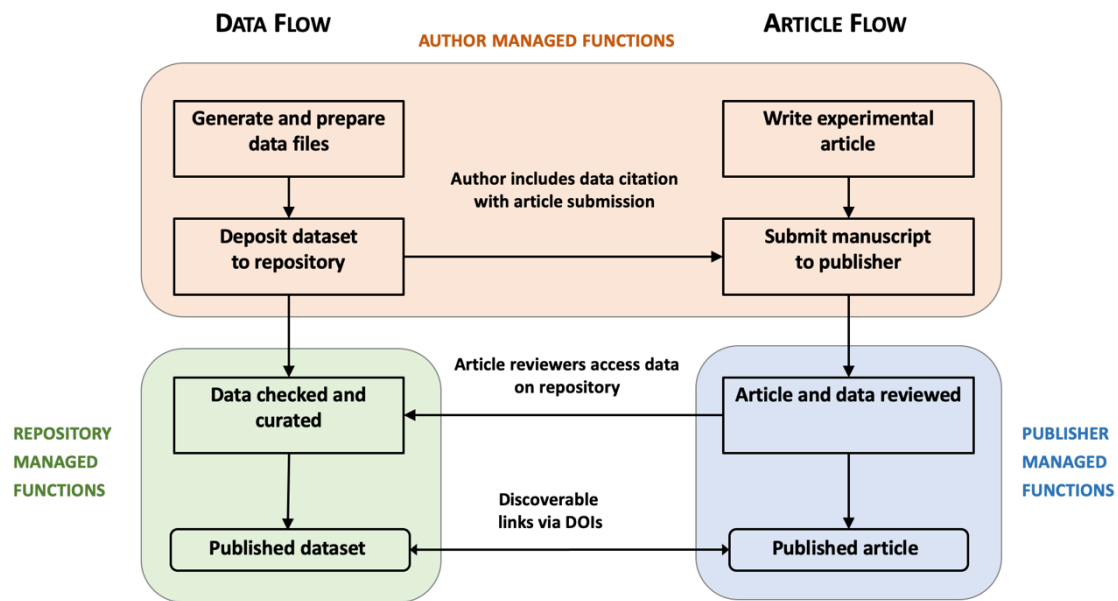 DATA FLOW
ARTICLE FLOW
AUTHOR MANAGED FUNCTIONS
Generate and prepare
data files
Write experimental
article
Author includes data citation
with article submission
Deposit dataset
to repository
Submit manuscript
to publisher
Article reviewers access data
on repository
Data checked and
curated
Article and data reviewed
REPOSITORY
MANAGED
FUNCTIONS
PUBLISHER
MANAGED
FUNCTIONS
Discoverable
links via DOIs
Published dataset
Published article